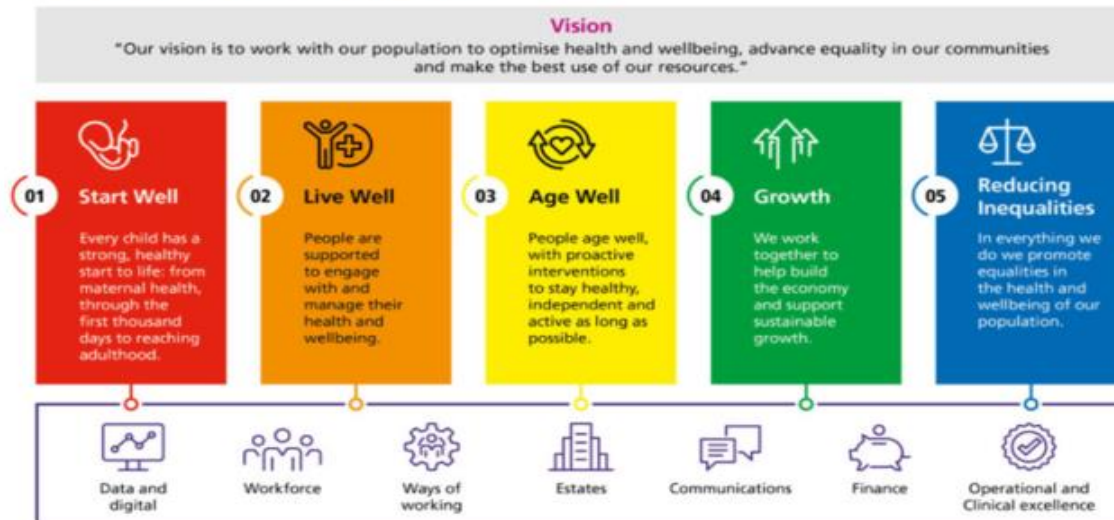 Vision
"Our vision is to work with our population to optimise health and wellbeing, advance equality in our communities
and make the best use of our resources."
01
Start Well
Every child has a
strong, healthy
start to life: from
maternal health,
through the
first thousand
days to reaching
adulthood.
02
Live Well
People are
supported
to engage
with and
manage their
health and
wellbeing.
03
Age Well
People age well,
with proactive
interventions
to stay healthy,
independent and
active as long as
possible.
04
Growth
We work
together to
help build
the economy
and support
sustainable
growth.
05
Reducing
Inequalities
In everything we
do we promote
equalities in
the health and
wellbeing of our
population.
Data and
digital
Workforce
Ways of
working
Estates
Communications
Finance
Operational and
Clinical excellence